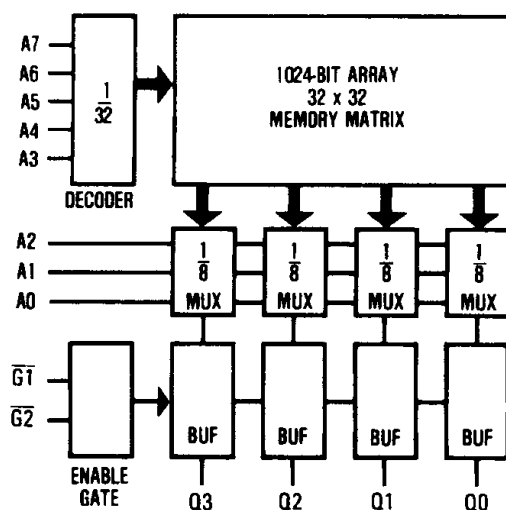 A7
A6
A5
A4
A3
1
32
DECODER
1024-BIT ARRAY
32 x 32
MEMORY MATRIX
A2
A1
A0
1
8
MUX
1
8
MUX
1
8
MUX
1
8
MUX
G1
G2
ENABLE
GATE
BUF
BUF
BUF
BUF
Q3
Q2
Q1
Q0